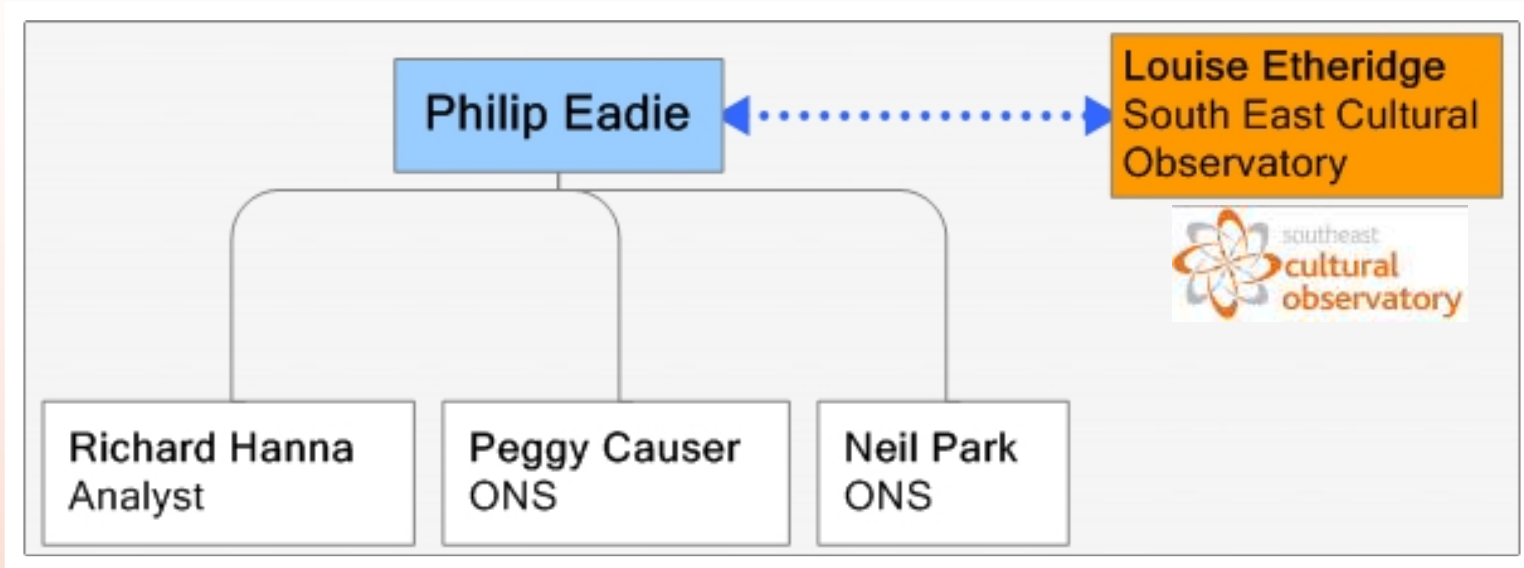 Philip Eadie
Louise Etheridge
South East Cultural
Observatory
southeast
cultural
observatory
Richard Hanna
Analyst
Peggy Causer
ONS
Neil Park
ONS